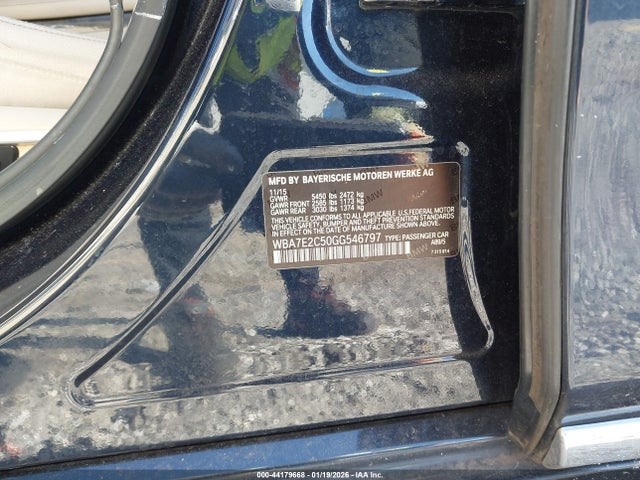 MFD BY BAYERISCHE MOTOREN WERKE AG
11/15
GVWR 5450 lbs 2472 kg
GAWR FRONT 2585 lbs 1173 kg
GAWR REAR 3030 lbs 1374 kg
THIS VEHICLE CONFORMS TO ALL APPLICABLE U.S. FEDERAL MOTOR
VEHICLE SAFETY, BUMPER, AND THEFT PREVENTION STANDARDS
IN EFFECT ON THE DATE OF MANUFACTURE SHOWN ABOVE.
WBA7E2C50GG546797 TYPE: PASSENGER CAR
000-44179668 - 01/19/2026 - IAAI